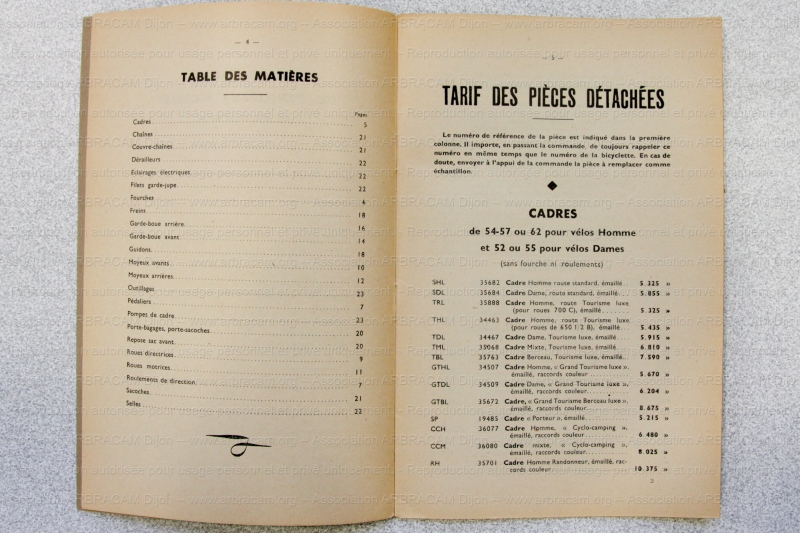 — 4 —
TABLE DES MATIÈRES
Pages
Cadres 5
Chaînes 21
Couvre-chaînes 21
Dérailleurs 22
Eclairages électriques 22
Filets garde-jupe 22
Fourches 6
Freins 18
Garde-boue arrière 16
Garde-boue avant 14
Guidons 18
Moyeux avants 10
Moyeux arrières 12
Outillages 23
Pédaliers 7
Pompes de cadre 23
Porte-bagages, porte-sacoches 20
Repose sac avant 20
Roues directrices 9
Roues motrices 11
Roulements de direction 7
Sacoches 21
Selles 22
— 5 —
TARIF DES PIÈCES DÉTACHÉES
Le numéro de référence de la pièce est indiqué dans la première
colonne. Il importe, en passant la commande, de toujours rappeler ce
numéro en même temps que le numéro de la bicyclette. En cas de
doute, envoyer à l'appui de la commande la pièce à remplacer comme
échantillon.
CADRES
de 54-57 ou 62 pour vélos Homme
et 52 ou 55 pour vélos Dames
(sans fourche ni roulements)
SHL 35682 Cadre Homme route standard, émaillé... 5.325 »
SDL 35684 Cadre Dame, route standard, émaillé... 5.855 »
TRL 35888 Cadre Homme, route Tourisme luxe
(pour roues 700 C), émaillé... 5.325 »
THL 34463 Cadre Homme, route Tourisme luxe
(pour roues de 650 1/2 B), émaillé... 5.435 »
TDL 34467 Cadre Dame, Tourisme luxe, émaillé... 5.915 »
TML 35068 Cadre Mixte, Tourisme luxe, émaillé... 6.810 »
TBL 35763 Cadre Berceau, Tourisme luxe, émaillé... 7.590 »
GTHL 34507 Cadre Homme, « Grand Tourisme luxe »,
émaillé, raccords couleur... 5.670 »
GTDL 34509 Cadre Dame, « Grand Tourisme luxe »,
émaillé, raccords couleur... 6.204 »
GTBL 35672 Cadre, « Grand Tourisme Berceau luxe »,
émaillé, raccords couleur... 8.675 »
SP 19485 Cadre « Porteur », émaillé... 5.215 »
CCH 36077 Cadre Homme, « Cyclo-camping »,
émaillé, raccords couleur... 6.480 »
CCM 36080 Cadre mixte, « Cyclo-camping »,
émaillé, raccords couleur... 8.025 »
RH 35701 Cadre Homme Randonneur, émaillé, rac-
cords couleur 10.375 »